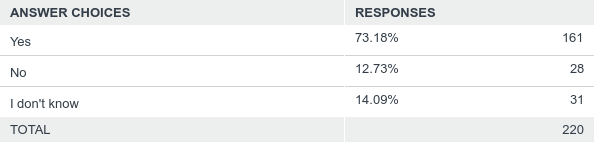 ANSWER CHOICES RESPONSES
Yes 73.18% 161
No 12.73% 28
I don't know 14.09% 31
TOTAL 220